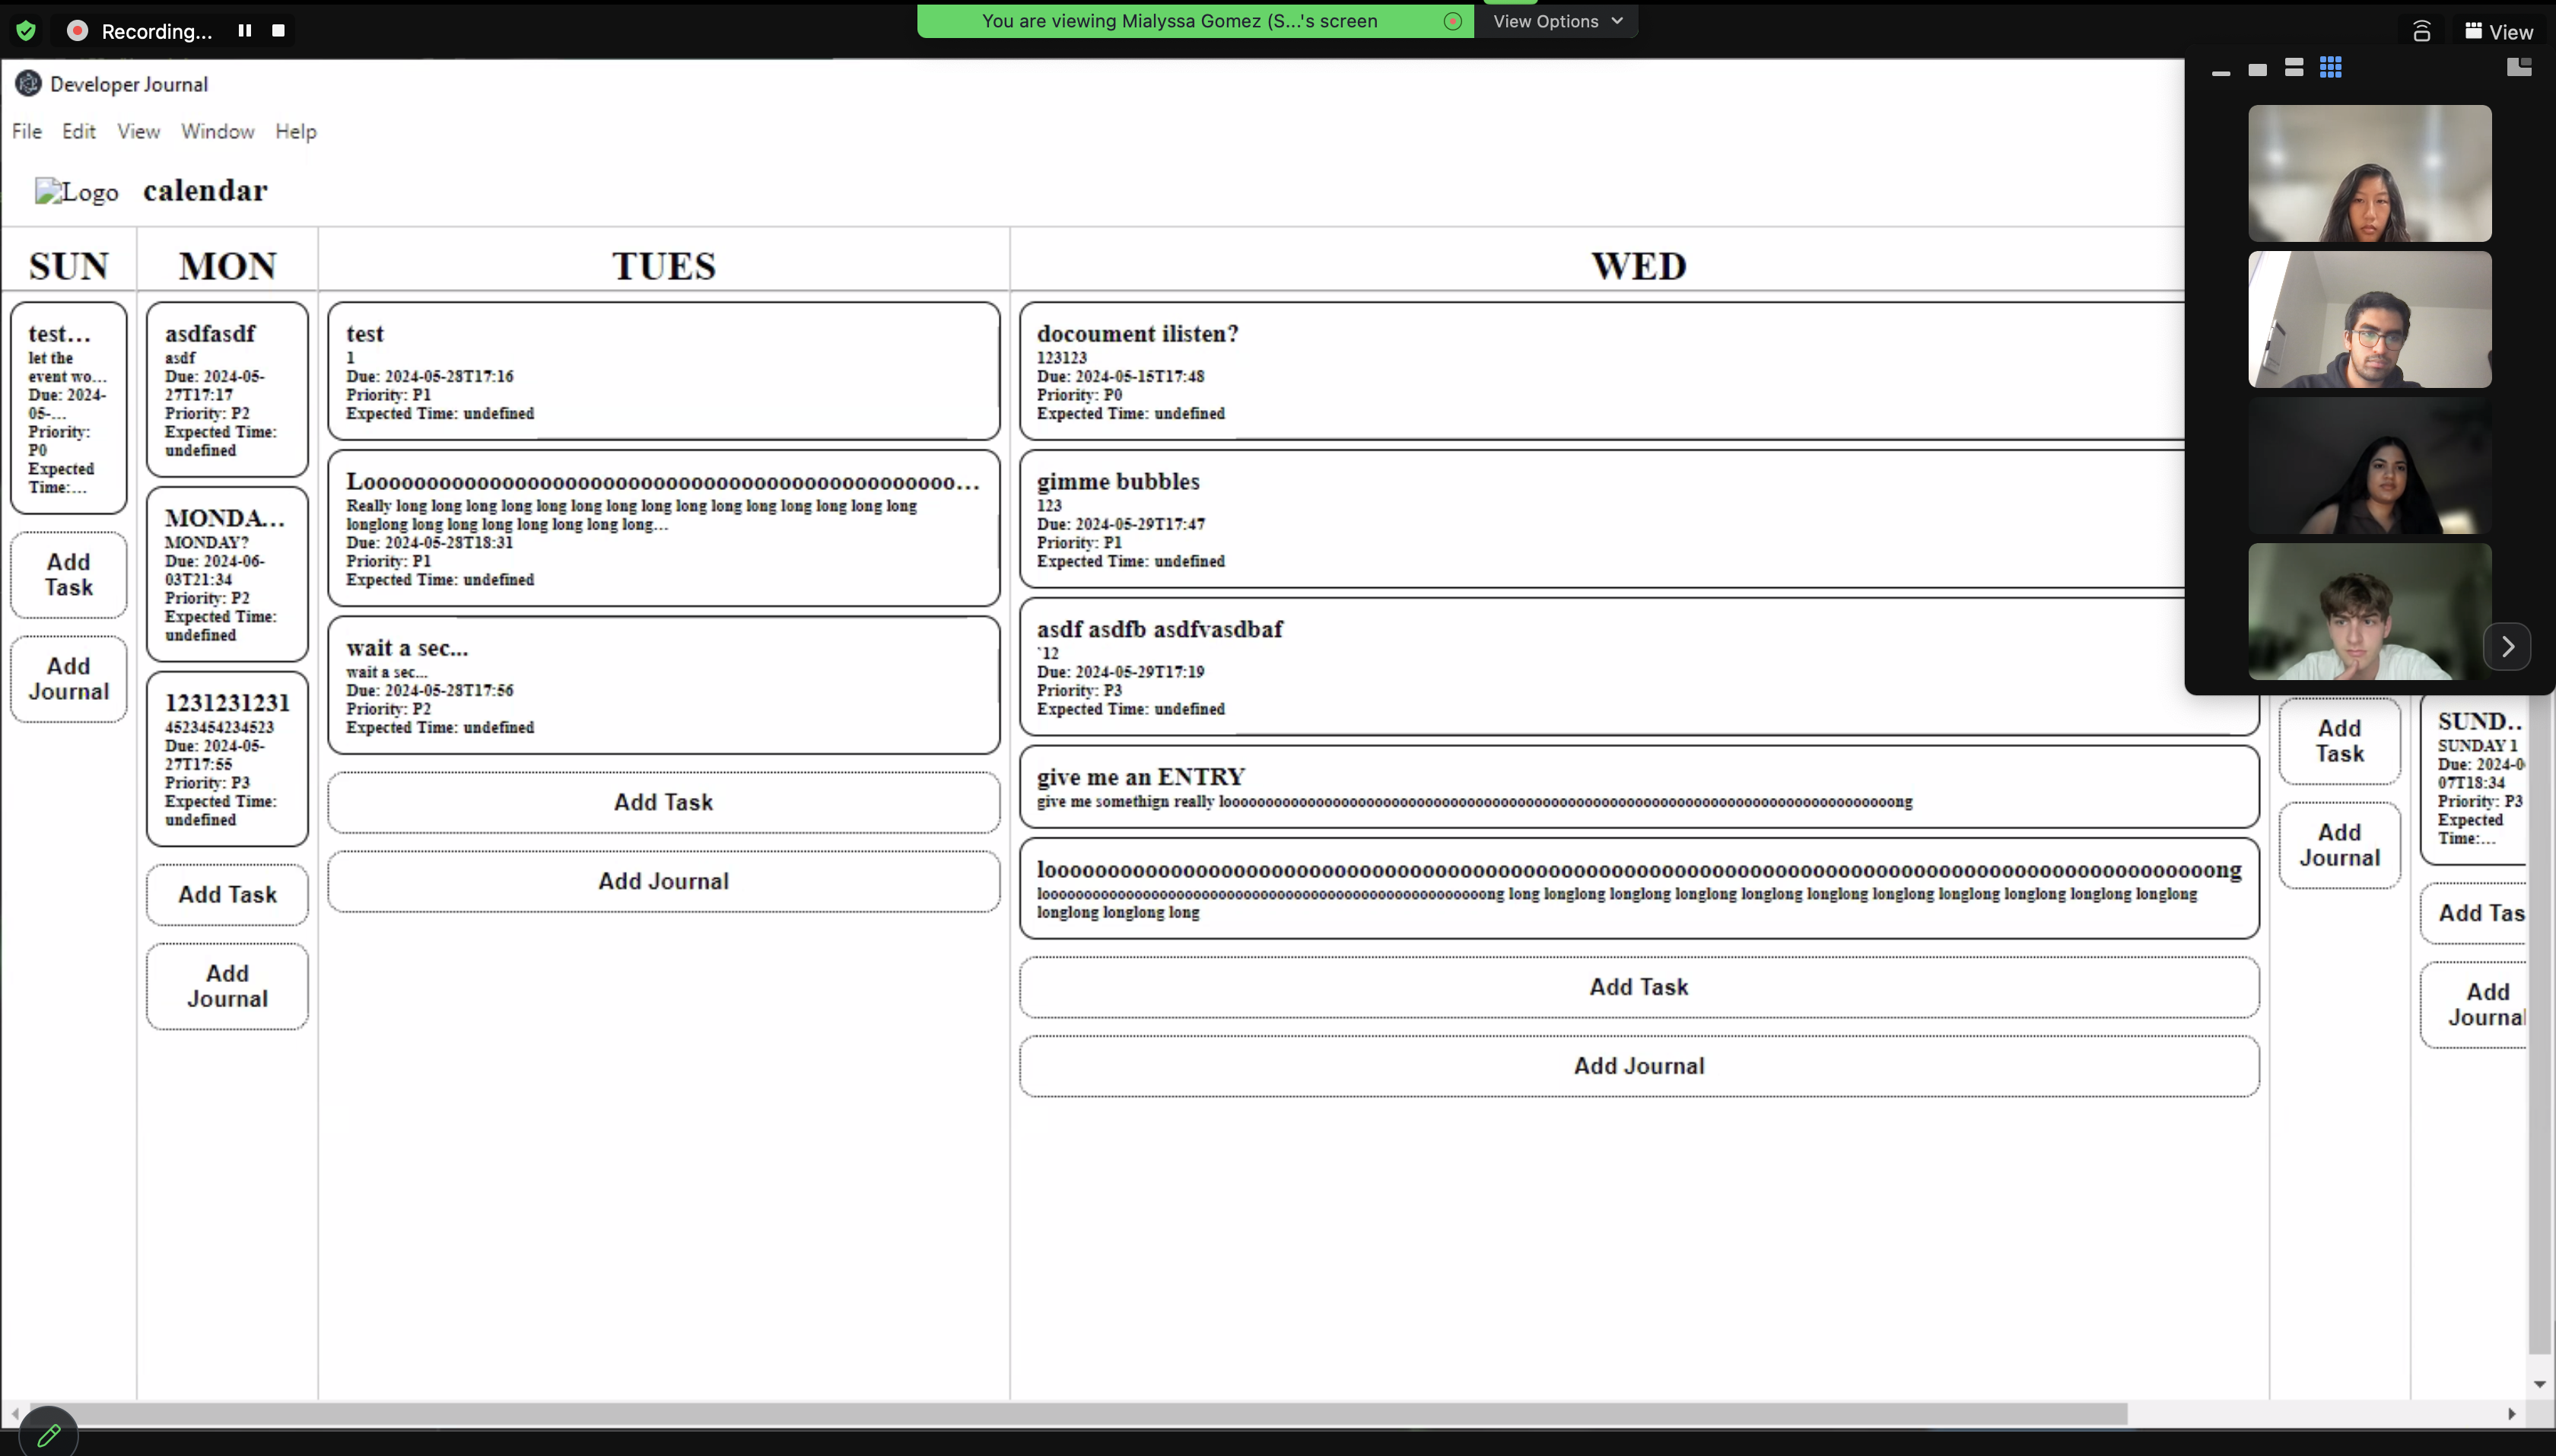 Recording...
You are viewing Mialyssa Gomez (S...'s screen
View Options
View
Developer Journal
File Edit View Window Help
Logo calendar
SUN
test...
let the
event wo...
Due: 2024-
05-...
Priority:
P0
Expected
Time:...
Add
Task
Add
Journal
MON
asdfasdf
asdf
Due: 2024-05-
27T17:17
Priority: P2
Expected Time:
undefined
MONDA...
MONDAY?
Due: 2024-06-
03T21:34
Priority: P2
Expected Time:
undefined
1231231231
4523454234523
Due: 2024-05-
27T17:55
Priority: P3
Expected Time:
undefined
Add Task
Add
Journal
TUES
test
1
Due: 2024-05-28T17:16
Priority: P1
Expected Time: undefined
Looooooooooooooooooooooooooooooooooooooooooooooo...
Really long long long long long long long long long long long long long long long
longlong long long long long long long long...
Due: 2024-05-28T18:31
Priority: P1
Expected Time: undefined
wait a sec...
wait a sec...
Due: 2024-05-28T17:56
Priority: P2
Expected Time: undefined
Add Task
Add Journal
WED
docoument ilisten?
123123
Due: 2024-05-15T17:48
Priority: P0
Expected Time: undefined
gimme bubbles
123
Due: 2024-05-29T17:47
Priority: P1
Expected Time: undefined
asdf asdfb asdfvasdbaf
`12
Due: 2024-05-29T17:19
Priority: P3
Expected Time: undefined
give me an ENTRY
give me somethign really looooooooooooooooooooooooooooooooooooooooooooooooooooooooooooooooooooooooooooooong
looooooooooooooooooooooooooooooooooooooooooooooooooooooooooooooooooooooooooooooooooooooooooooong
looooooooooooooooooooooooooooooooooooooooooooooooooooong long longlong longlong longlong longlong longlong longlong longlong longlong longlong longlong
longlong longlong long
Add Task
Add Journal
Add
Task
Add
Journal
SUND..
SUNDAY 1
Due: 2024-0
07T18:34
Priority: P3
Expected
Time:...
Add Tas
Add
Journal